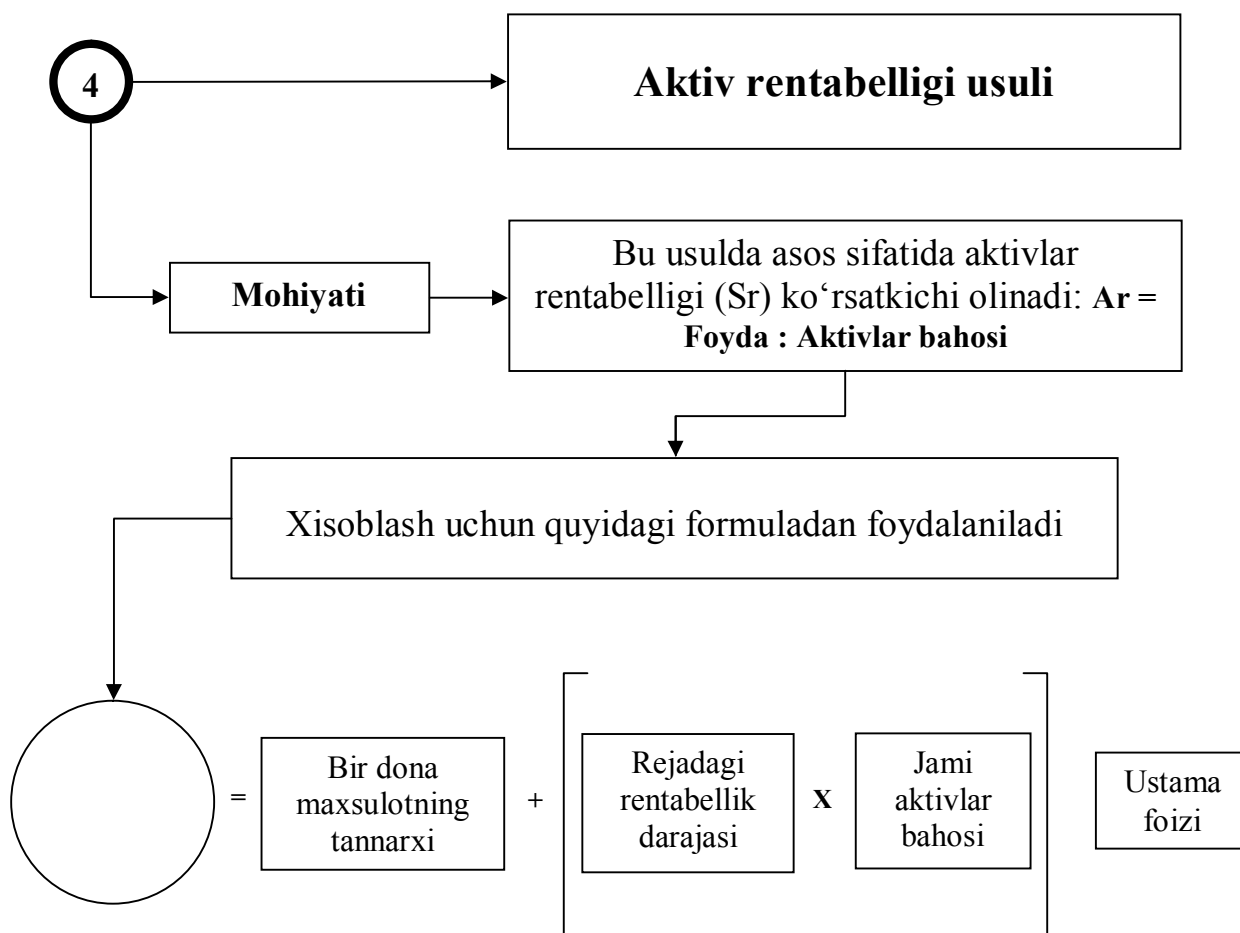 4
Aktiv rentabelligi usuli
Mohiyati
Bu usulda asos sifatida aktivlar
rentabelligi (Sr) ko‘rsatkichi olinadi: Ar =
Foyda : Aktivlar bahosi
Xisoblash uchun quyidagi formuladan foydalaniladi
=
Bir dona
maxsulotning
tannarxi
+
Rejadagi
rentabellik
darajasi
X
Jami
aktivlar
bahosi
Ustama
foizi